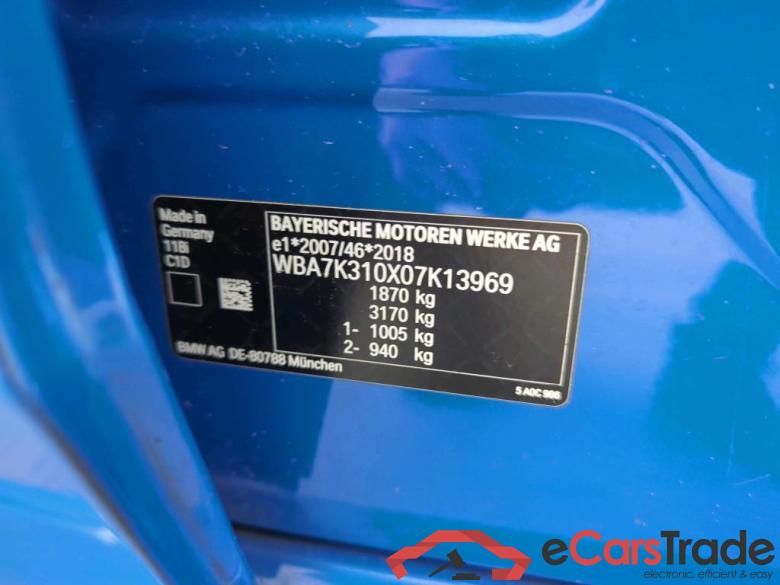 Made in
Germany
118i
C1D
BAYERISCHE MOTOREN WERKE AG
e1*2007/46*2018
WBA7K310X07K13969
1870 kg
3170 kg
1- 1005 kg
2- 940 kg
BMW AG DE-80788 München
5 A0C 986
eCarsTrade
electronic, efficient & easy